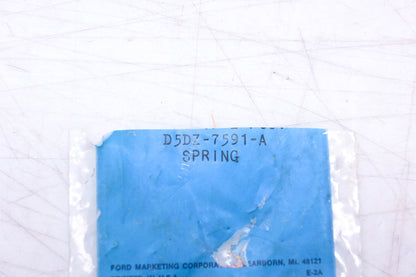 D5DZ-7591-A
SPRING
FORD MARKETING CORPORATION, DEARBORN, MI. 48121
E-2A